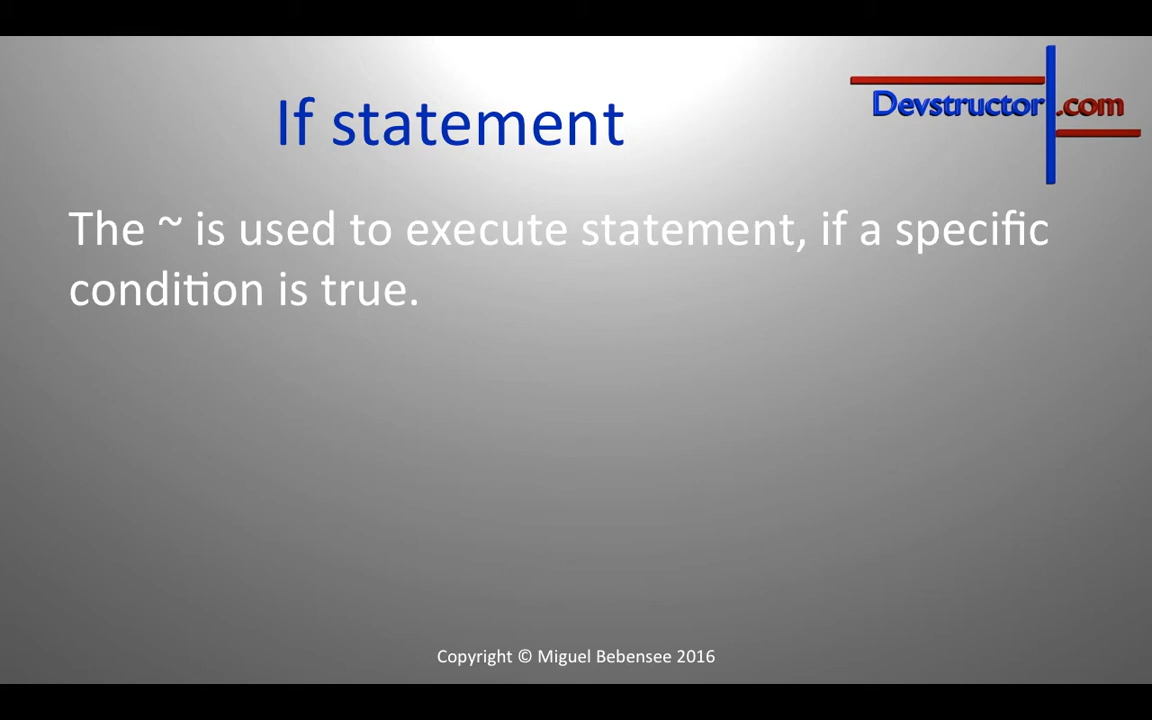 If statement
Devstructor.com
The ~ is used to execute statement, if a specific
condition is true.
Copyright © Miguel Bebensee 2016